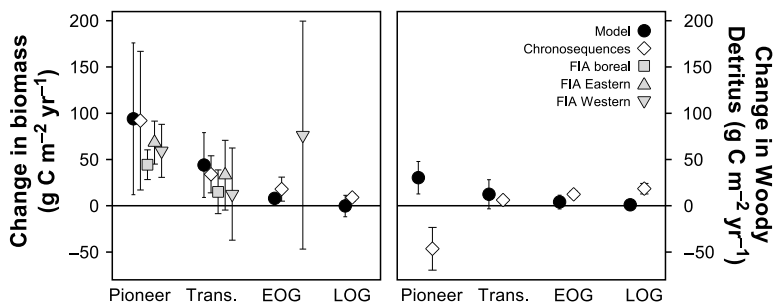 Change in biomass
(g C m⁻² yr⁻¹)
200
150
100
50
0
−50
Pioneer
Trans.
EOG
LOG
Model
Chronosequences
FIA boreal
FIA Eastern
FIA Western
Pioneer
Trans.
EOG
LOG
200
150
100
50
0
−50
Change in Woody
Detritus (g C m⁻² yr⁻¹)